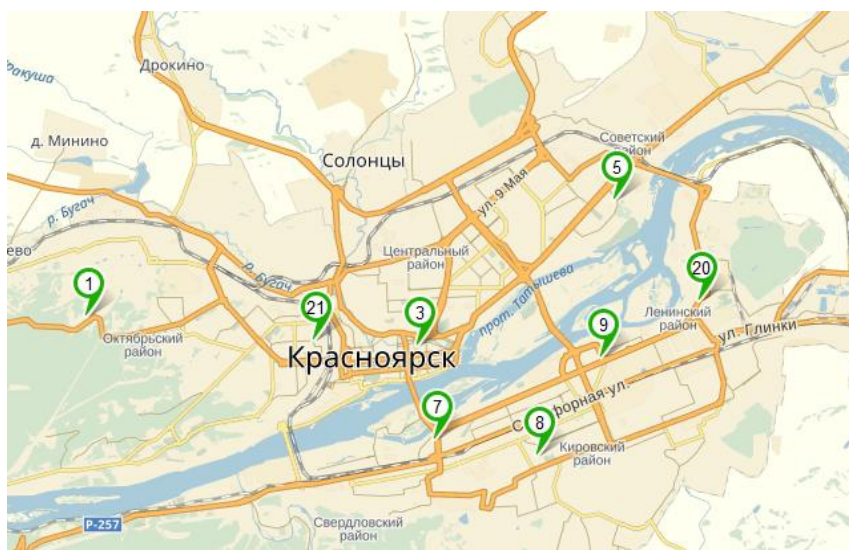 Дрокино
д. Минино
Солонцы
Советский
район
5
ул. 9 Мая
р. Бугач
Центральный
район
р. Бугач
прот. Татышева
1
21
3
20
Октябрьский
район
9
Ленинский
район
ул. Глинки
Красноярск
7
8
Кировский
район
Р-257
Свердловский
район